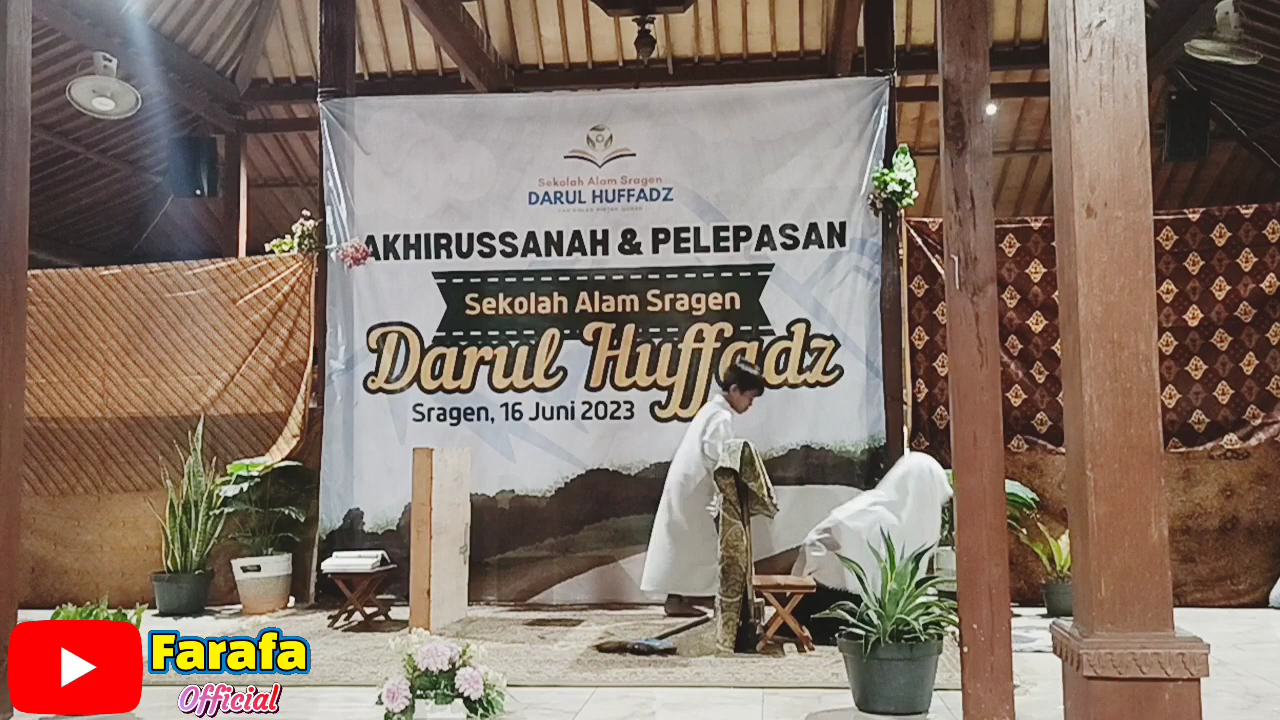 Sekolah Alam Sragen
DARUL HUFFADZ
AKHIRUSSANAH & PELEPASAN
Sekolah Alam Sragen
Darul Huffadz
Sragen, 16 Juni 2023
Farafa
Official